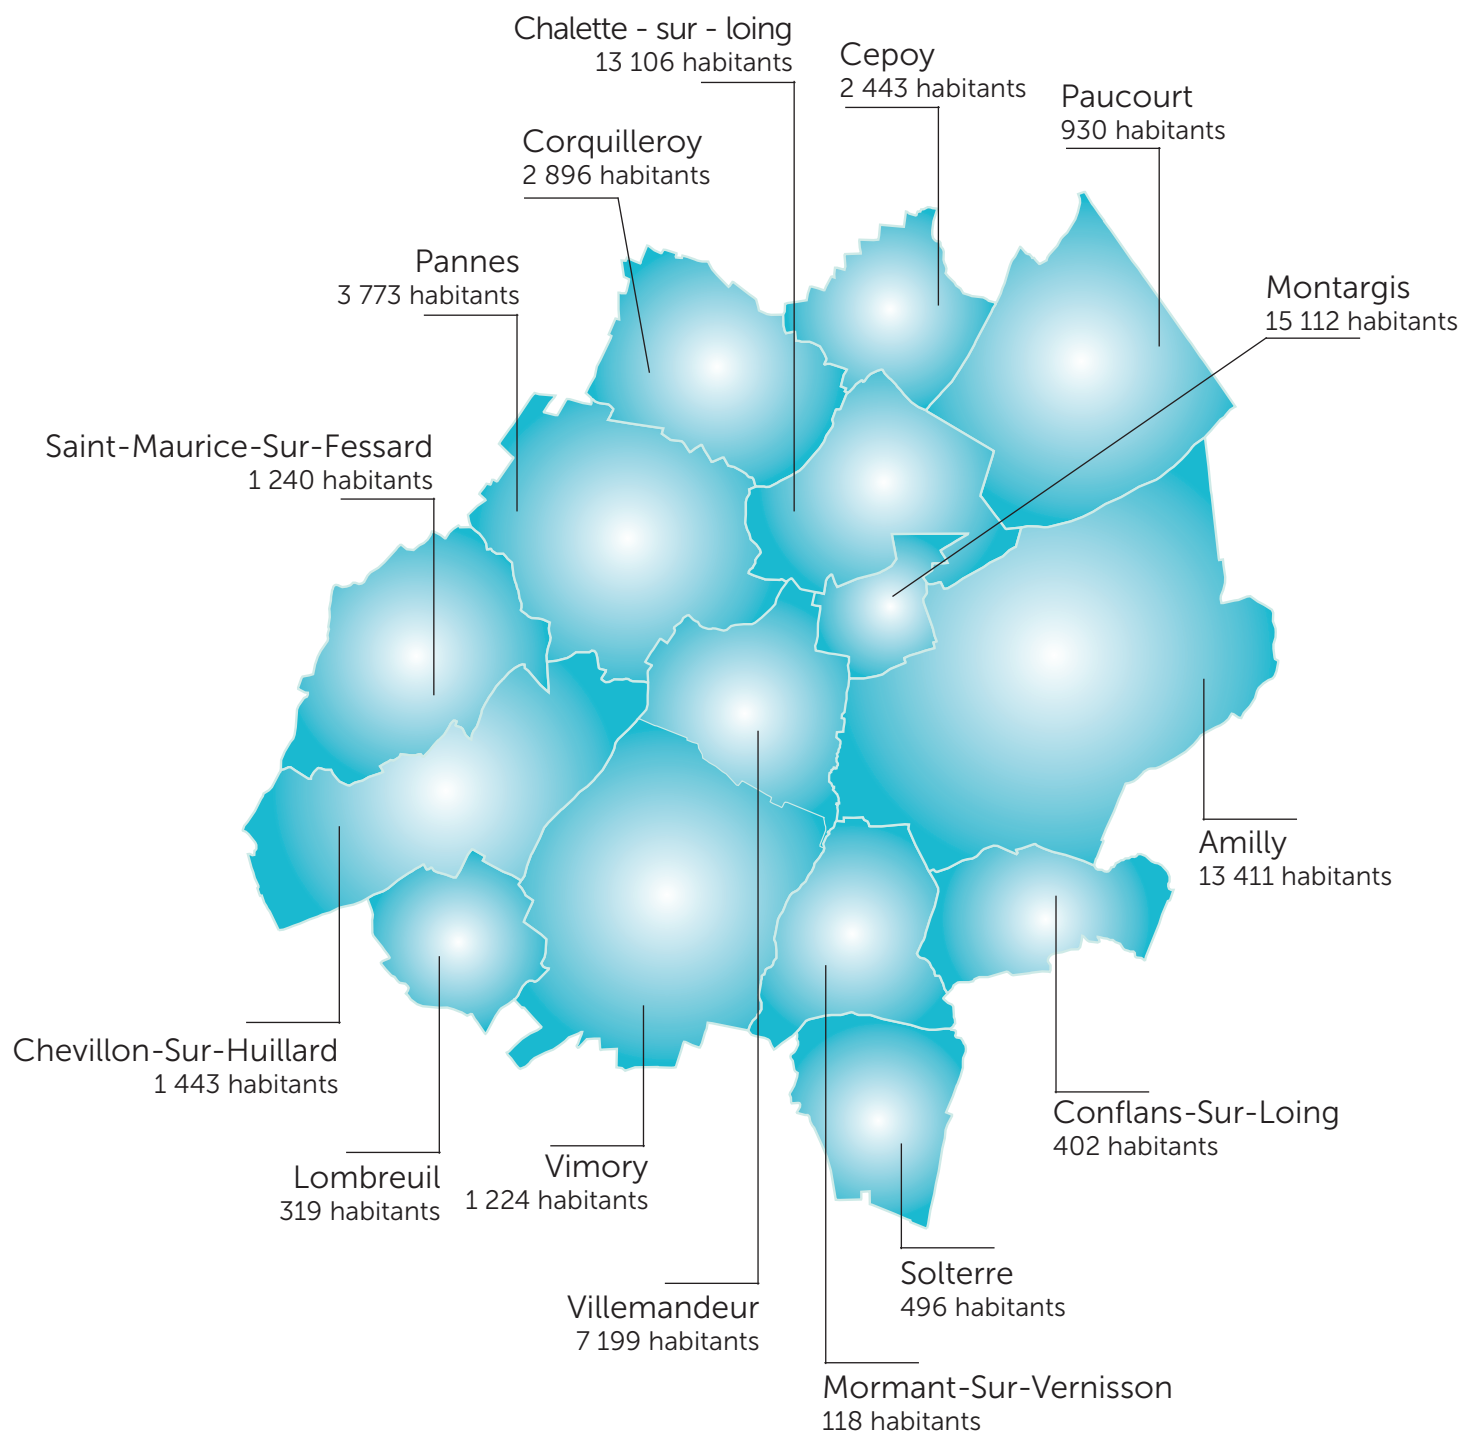 Chalette - sur - loing
13 106 habitants
Cepoy
2 443 habitants
Paucourt
930 habitants
Corquilleroy
2 896 habitants
Pannes
3 773 habitants
Montargis
15 112 habitants
Saint-Maurice-Sur-Fessard
1 240 habitants
Amilly
13 411 habitants
Chevillon-Sur-Huillard
1 443 habitants
Conflans-Sur-Loing
402 habitants
Lombreuil
319 habitants
Vimory
1 224 habitants
Solterre
496 habitants
Villemandeur
7 199 habitants
Mormant-Sur-Vernisson
118 habitants